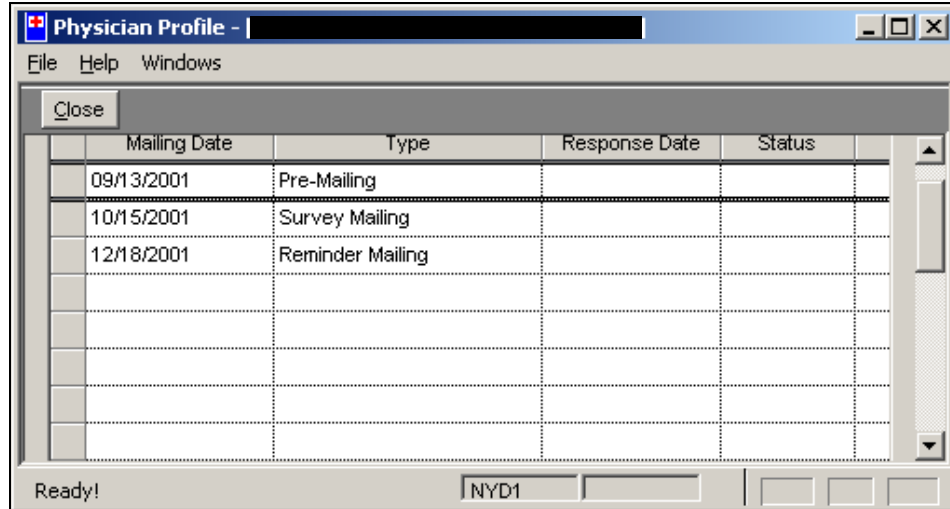 Physician Profile - [
File Help Windows
Close
Mailing Date Type Response Date Status
09/13/2001 Pre-Mailing
10/15/2001 Survey Mailing
12/18/2001 Reminder Mailing
Ready! NYD1